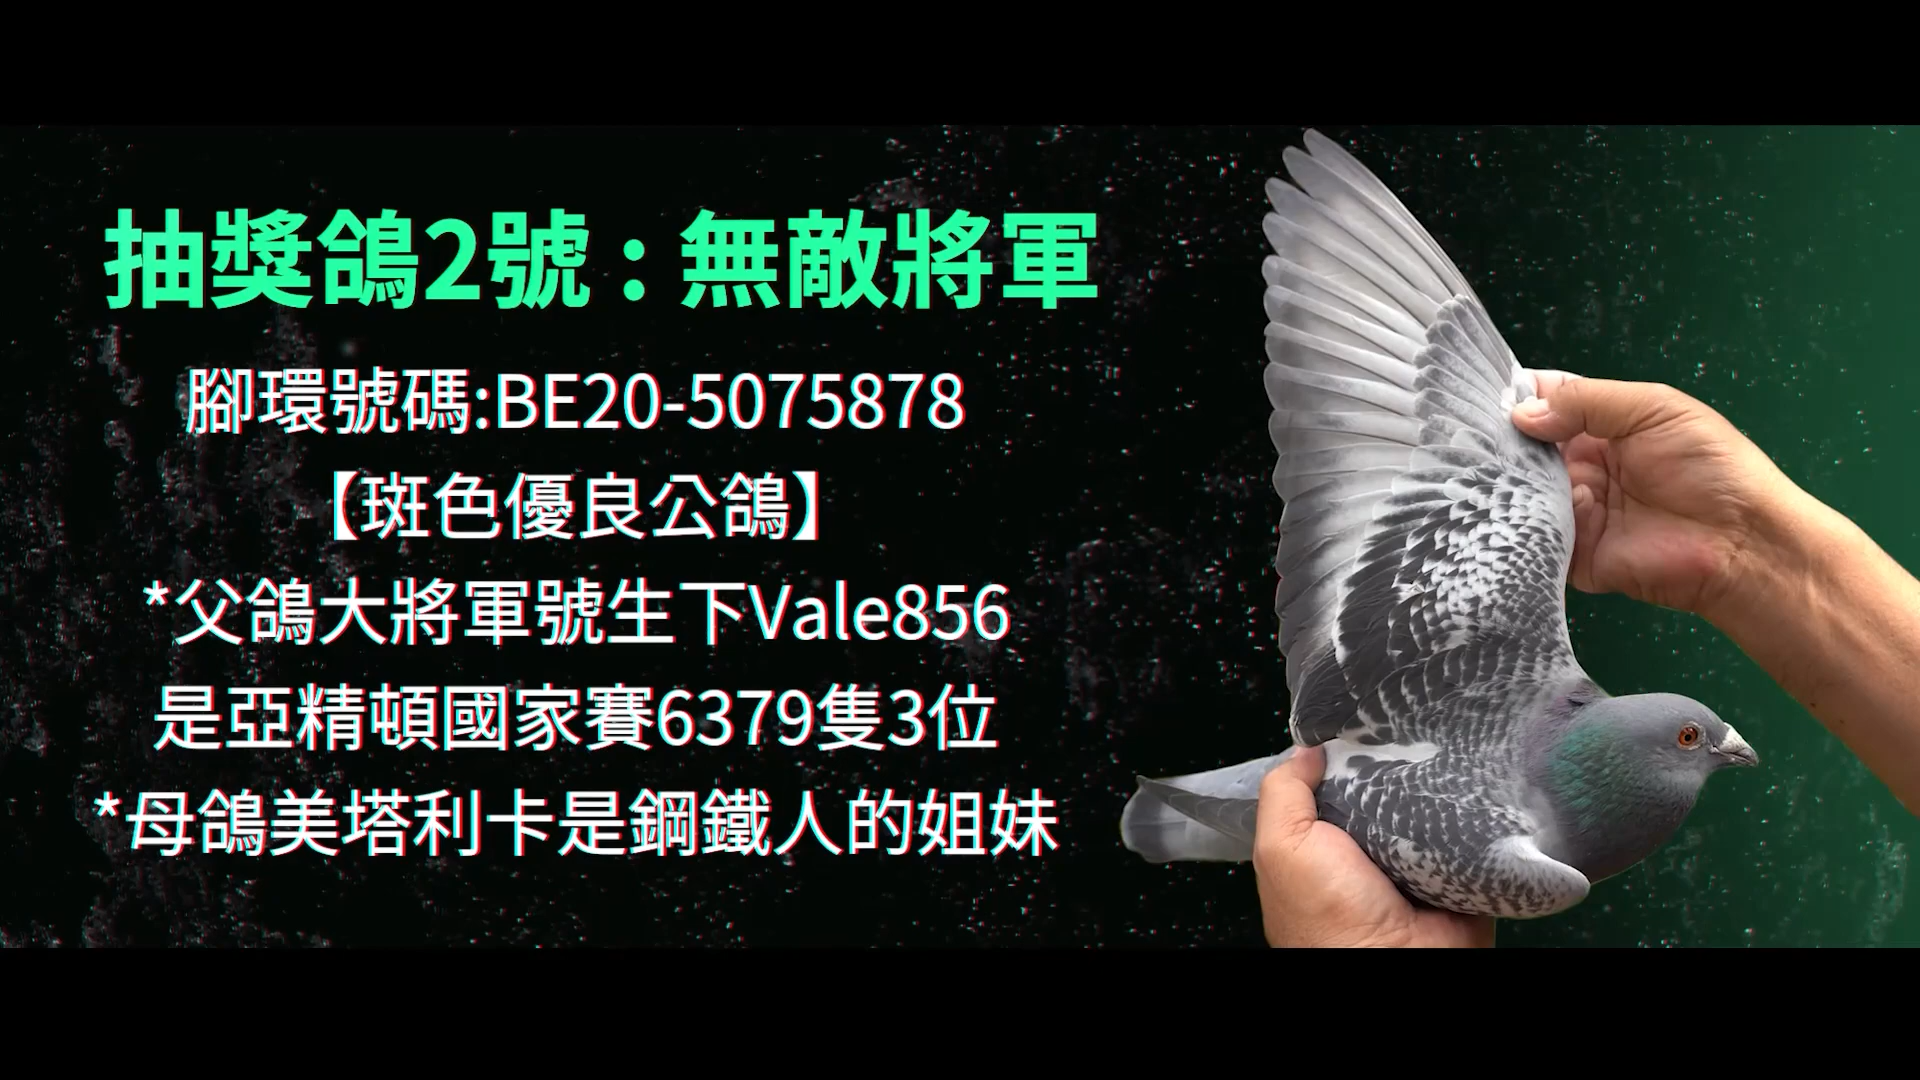 抽獎鴿2號：無敵將軍
腳環號碼:BE20-5075878
【斑色優良公鴿】
*父鴿大將軍號生下Vale856
是亞精頓國家賽6379隻3位
*母鴿美塔利卡是鋼鐵人的姐妹